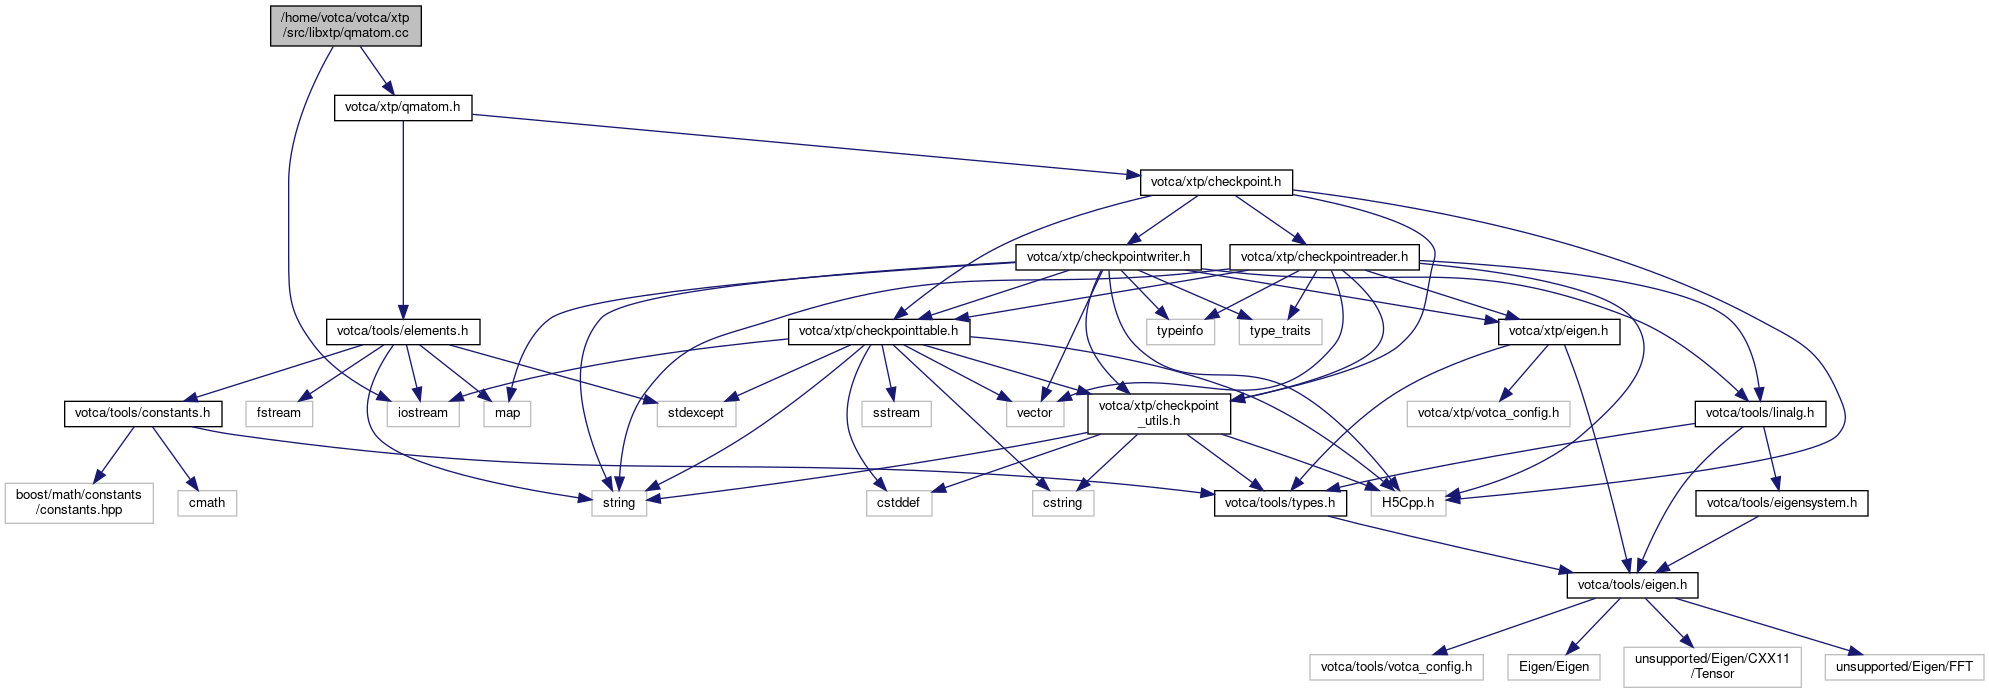 /home/votca/votca/xtp
/src/libxtp/qmatom.cc
votca/xtp/qmatom.h
votca/xtp/checkpoint.h
votca/xtp/checkpointwriter.h
votca/xtp/checkpointreader.h
votca/tools/elements.h
votca/xtp/checkpointtable.h
typeinfo
type_traits
votca/xtp/eigen.h
votca/tools/constants.h
fstream
iostream
map
stdexcept
sstream
vector
votca/xtp/checkpoint
_utils.h
votca/xtp/votca_config.h
votca/tools/linalg.h
boost/math/constants
/constants.hpp
cmath
string
cstddef
cstring
votca/tools/types.h
H5Cpp.h
votca/tools/eigensystem.h
votca/tools/eigen.h
votca/tools/votca_config.h
Eigen/Eigen
unsupported/Eigen/CXX11
/Tensor
unsupported/Eigen/FFT